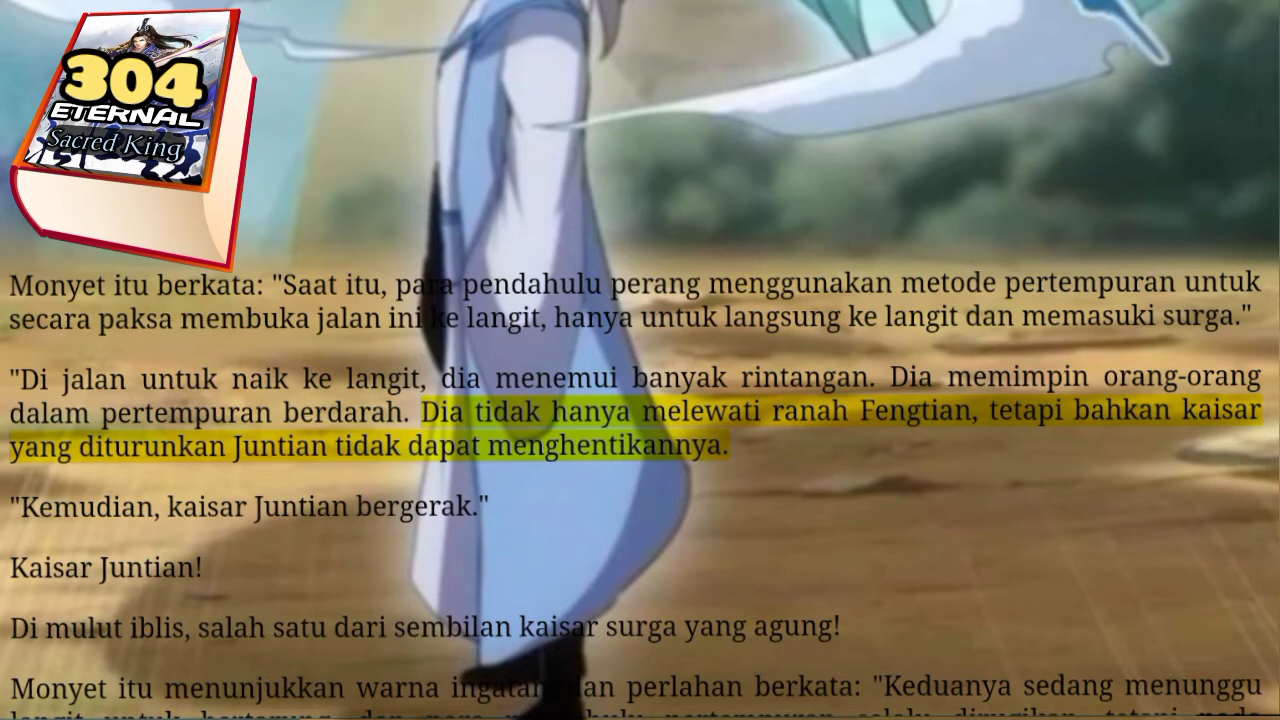 304
ETERNAL
Sacred King
Monyet itu berkata: "Saat itu, para pendahulu perang menggunakan metode pertempuran untuk
secara paksa membuka jalan ini ke langit, hanya untuk langsung ke langit dan memasuki surga."
"Di jalan untuk naik ke langit, dia menemui banyak rintangan. Dia memimpin orang-orang
dalam pertempuran berdarah. Dia tidak hanya melewati ranah Fengtian, tetapi bahkan kaisar
yang diturunkan Juntian tidak dapat menghentikannya.
"Kemudian, kaisar Juntian bergerak."
Kaisar Juntian!
Di mulut iblis, salah satu dari sembilan kaisar surga yang agung!
Monyet itu menunjukkan warna ingatan dan perlahan berkata: "Keduanya sedang menunggu